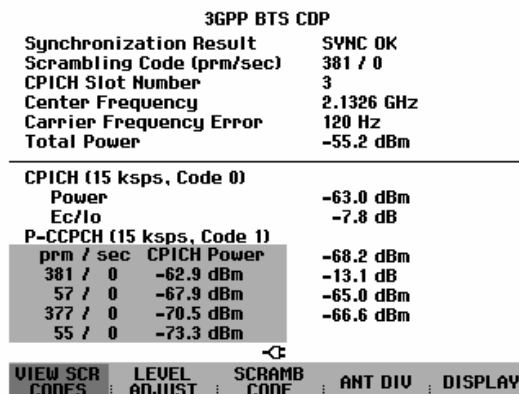 3GPP BTS CDP
Synchronization Result SYNC OK
Scrambling Code (prm/sec) 381 / 0
CPICH Slot Number 3
Center Frequency 2.1326 GHz
Carrier Frequency Error 120 Hz
Total Power -55.2 dBm
CPICH (15 ksps, Code 0)
Power -63.0 dBm
Ec/Io -7.8 dB
P-CCPCH (15 ksps, Code 1)
prm / sec CPICH Power -68.2 dBm
381 / 0 -62.9 dBm -13.1 dB
57 / 0 -67.9 dBm -65.0 dBm
377 / 0 -70.5 dBm -66.6 dBm
55 / 0 -73.3 dBm
VIEW SCR CODES LEVEL ADJUST SCRAMB CODE ANT DIV DISPLAY